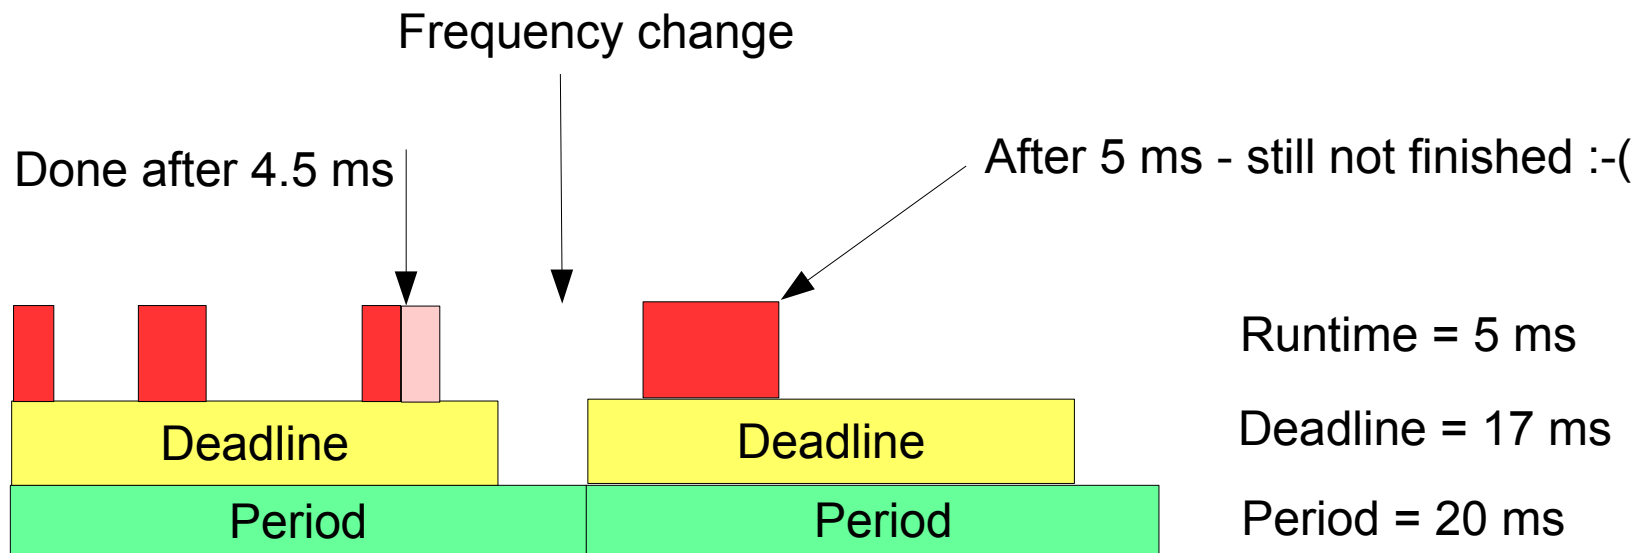 Frequency change
Done after 4.5 ms
After 5 ms - still not finished :-(
Runtime = 5 ms
Deadline
Deadline
Deadline = 17 ms
Period
Period
Period = 20 ms